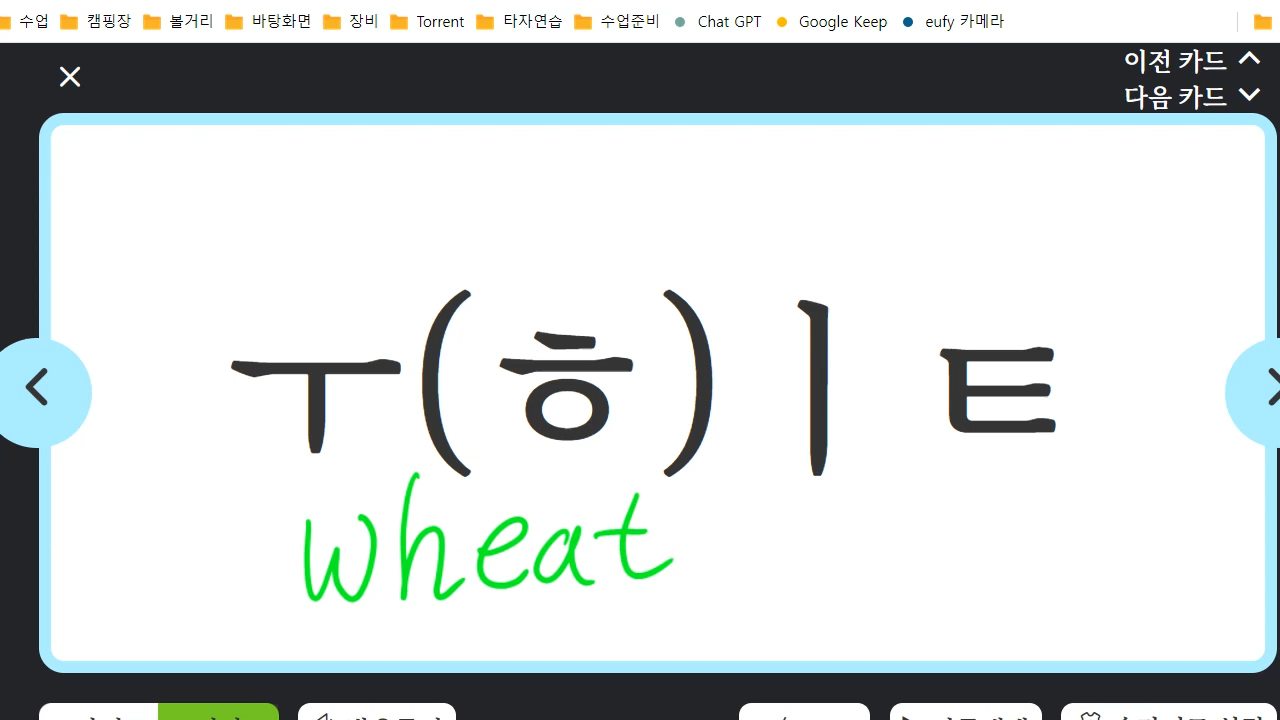 수업 캠핑장 볼거리 바탕화면 장비 Torrent 타자연습 수업준비 Chat GPT Google Keep eufy 카메라
이전 카드
다음 카드
ㅜ(ㅎ) ㅣ ㅌ
wheat